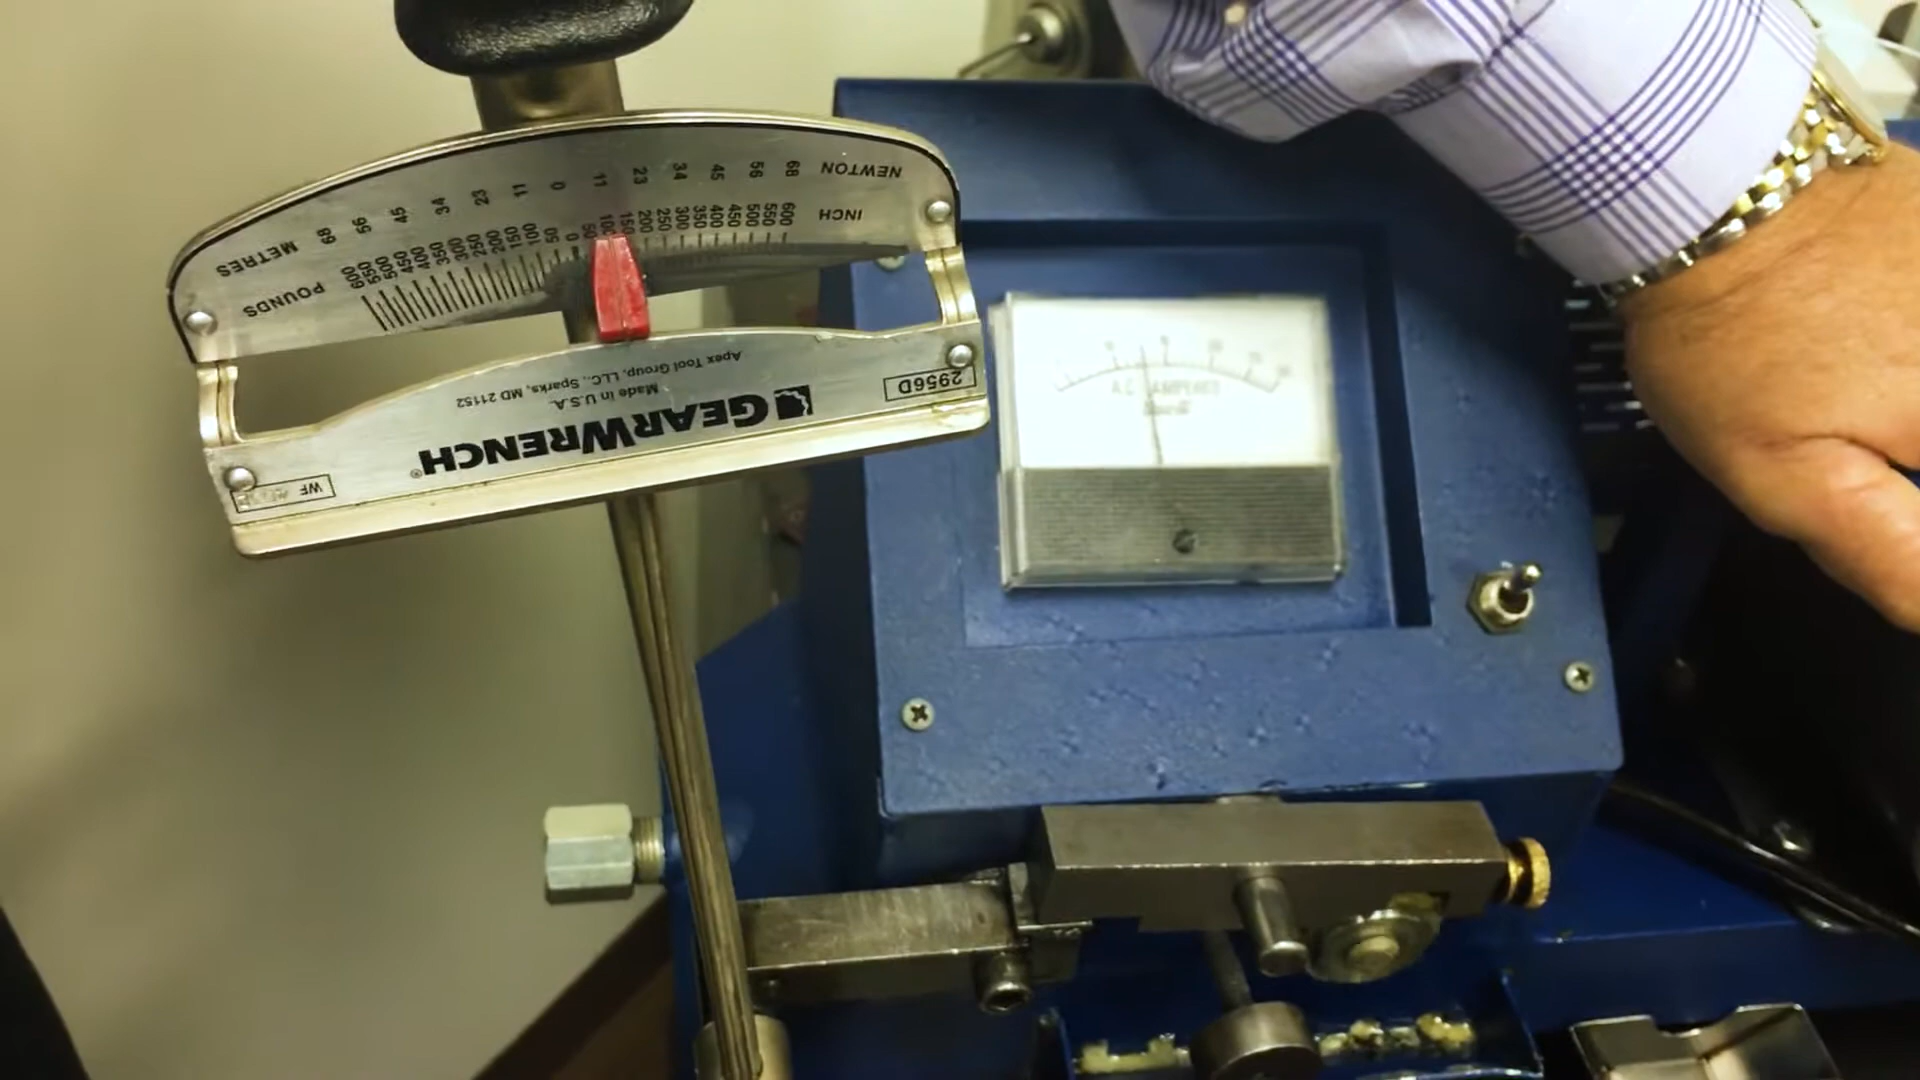 NEWTON METRES
68 56 45 34 23 11 0 11 23 34 45 56 68
INCH POUNDS
600 550 500 450 400 350 300 250 200 150 100 50 0 50 100 150 200 250 300 350 400 450 500 550 600
Apex Tool Group, LLC., Sparks, MD 21152
Made in U.S.A.
2956D
GEARWRENCH®
WF
A.C. AMPERES